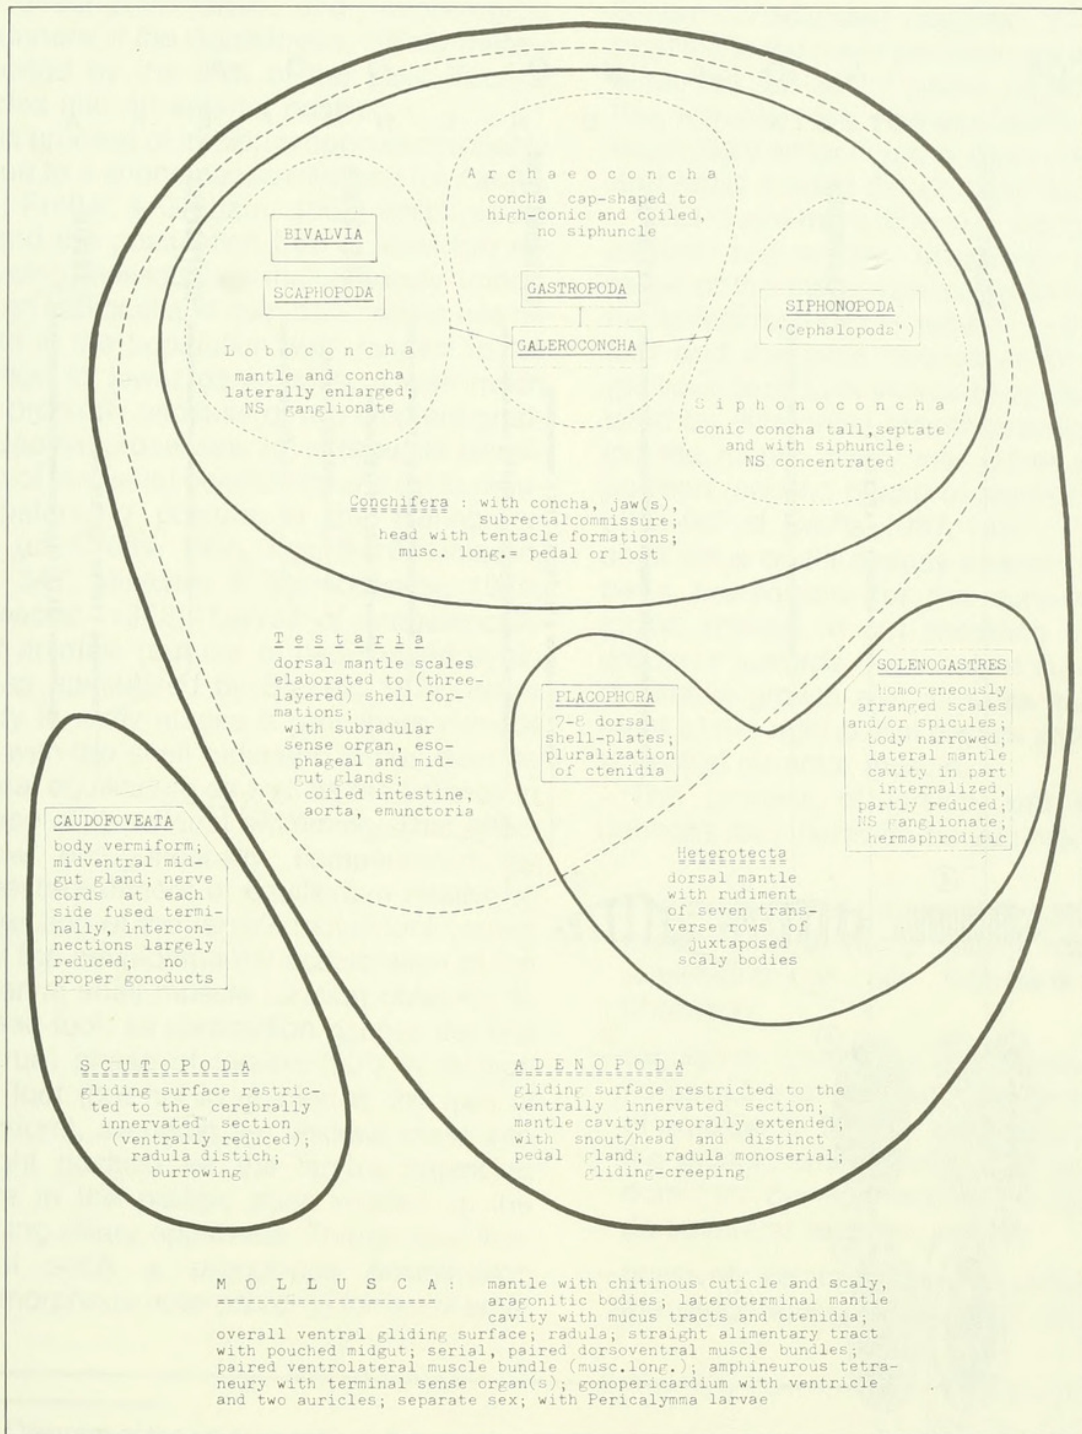 A r c h a e o c o n c h a
concha cap-shaped to
high-conic and coiled,
no siphuncle
BIVALVIA
SCAPHOPODA
L o b o c o n c h a
mantle and concha
laterally enlarged;
NS ganglionate
GASTROPODA
GALEROCONCHA
SIPHONOPODA
('Cephalopoda')
S i p h o n o c o n c h a
conic concha tall,septate
and with siphuncle;
NS concentrated
Conchifera : with concha, jaw(s),
subrectalcommissure;
head with tentacle formations;
musc. long.= pedal or lost
T e s t a r i a
dorsal mantle scales
elaborated to (three-
layered) shell for-
mations;
with subradular
sense organ, eso-
phageal and mid-
gut glands;
coiled intestine,
aorta, emunctoria
PLACOPHORA
7-8 dorsal
shell-plates;
pluralization
of ctenidia
SOLENOGASTRES
homogeneously
arranged scales
and/or spicules;
body narrowed;
lateral mantle
cavity in part
internalized,
partly reduced;
NS ganglionate;
hermaphroditic
Heterotecta
dorsal mantle
with rudiment
of seven trans-
verse rows of
juxtaposed
scaly bodies
CAUDOFOVEATA
body vermiform;
midventral mid-
gut gland; nerve
cords at each
side fused termi-
nally, intercon-
nections largely
reduced; no
proper gonoducts
S C U T O P O D A
gliding surface restric-
ted to the cerebrally
innervated section
(ventrally reduced);
radula distich;
burrowing
A D E N O P O D A
gliding surface restricted to the
ventrally innervated section;
mantle cavity preorally extended;
with snout/head and distinct
pedal gland; radula monoserial;
gliding-creeping
M O L L U S C A : mantle with chitinous cuticle and scaly,
aragonitic bodies; lateroterminal mantle
cavity with mucus tracts and ctenidia;
overall ventral gliding surface; radula; straight alimentary tract
with pouched midgut; serial, paired dorsoventral muscle bundles;
paired ventrolateral muscle bundle (musc.long.); amphineurous tetra-
neury with terminal sense organ(s); gonopericardium with ventricle
and two auricles; separate sex; with Pericalymma larvae